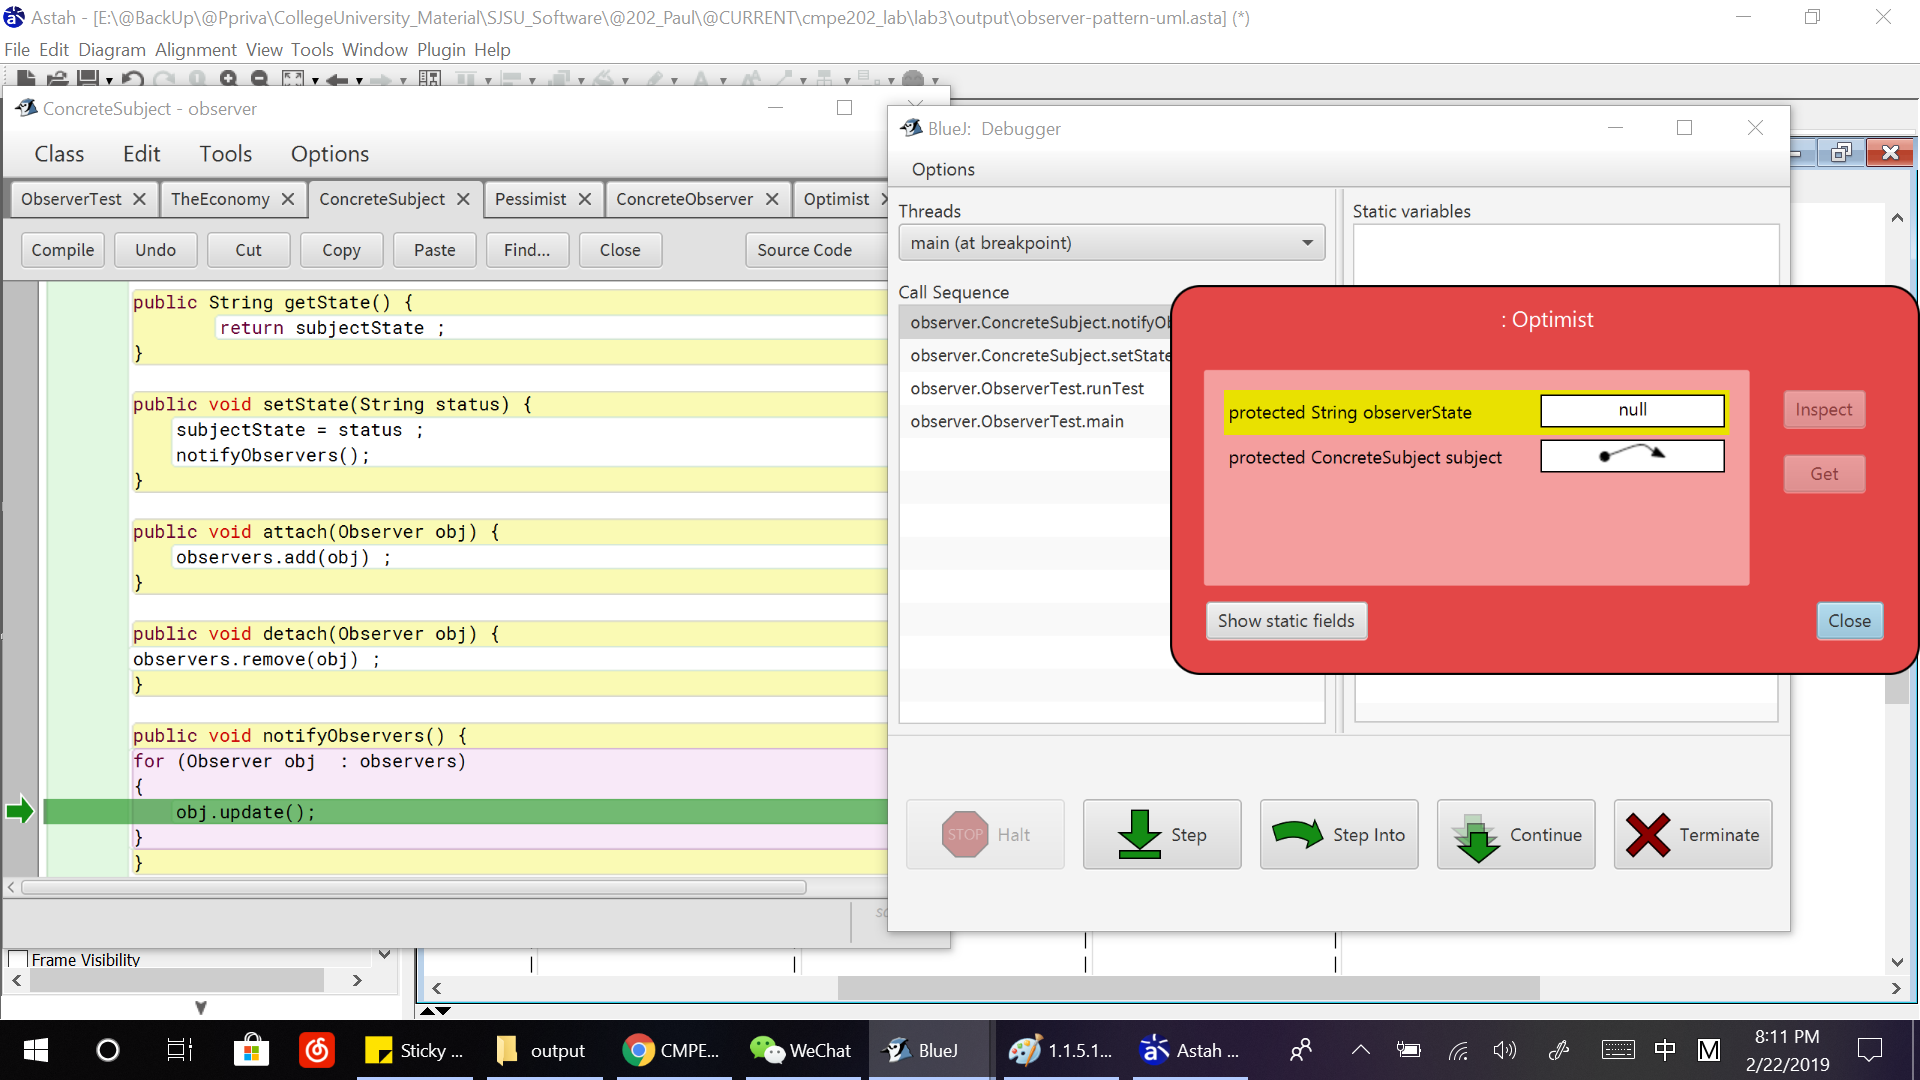 Astah - [E:\@BackUp\@Ppriva\CollegeUniversity_Material\SJSU_Software\@202_Paul\@CURRENT\cmpe202_lab\lab3\output\observer-pattern-uml.asta] (*)
File Edit Diagram Alignment View Tools Window Plugin Help
ConcreteSubject - observer
Class Edit Tools Options
ObserverTest TheEconomy ConcreteSubject Pessimist ConcreteObserver Optimist
Compile Undo Cut Copy Paste Find... Close Source Code
public String getState() {
return subjectState ;
}
public void setState(String status) {
subjectState = status ;
notifyObservers();
}
public void attach(Observer obj) {
observers.add(obj) ;
}
public void detach(Observer obj) {
observers.remove(obj) ;
}
public void notifyObservers() {
for (Observer obj  : observers)
{
obj.update();
}
}
Frame Visibility
BlueJ:  Debugger
Options
Threads
main (at breakpoint)
Call Sequence
observer.ConcreteSubject.notifyOb
observer.ConcreteSubject.setState
observer.ObserverTest.runTest
observer.ObserverTest.main
Static variables
: Optimist
protected String observerState null
protected ConcreteSubject subject
Inspect
Get
Show static fields
Close
STOP Halt
Step
Step Into
Continue
Terminate
Sticky ... output CMPE... WeChat BlueJ 1.1.5.1... Astah ...
中 M
8:11 PM
2/22/2019